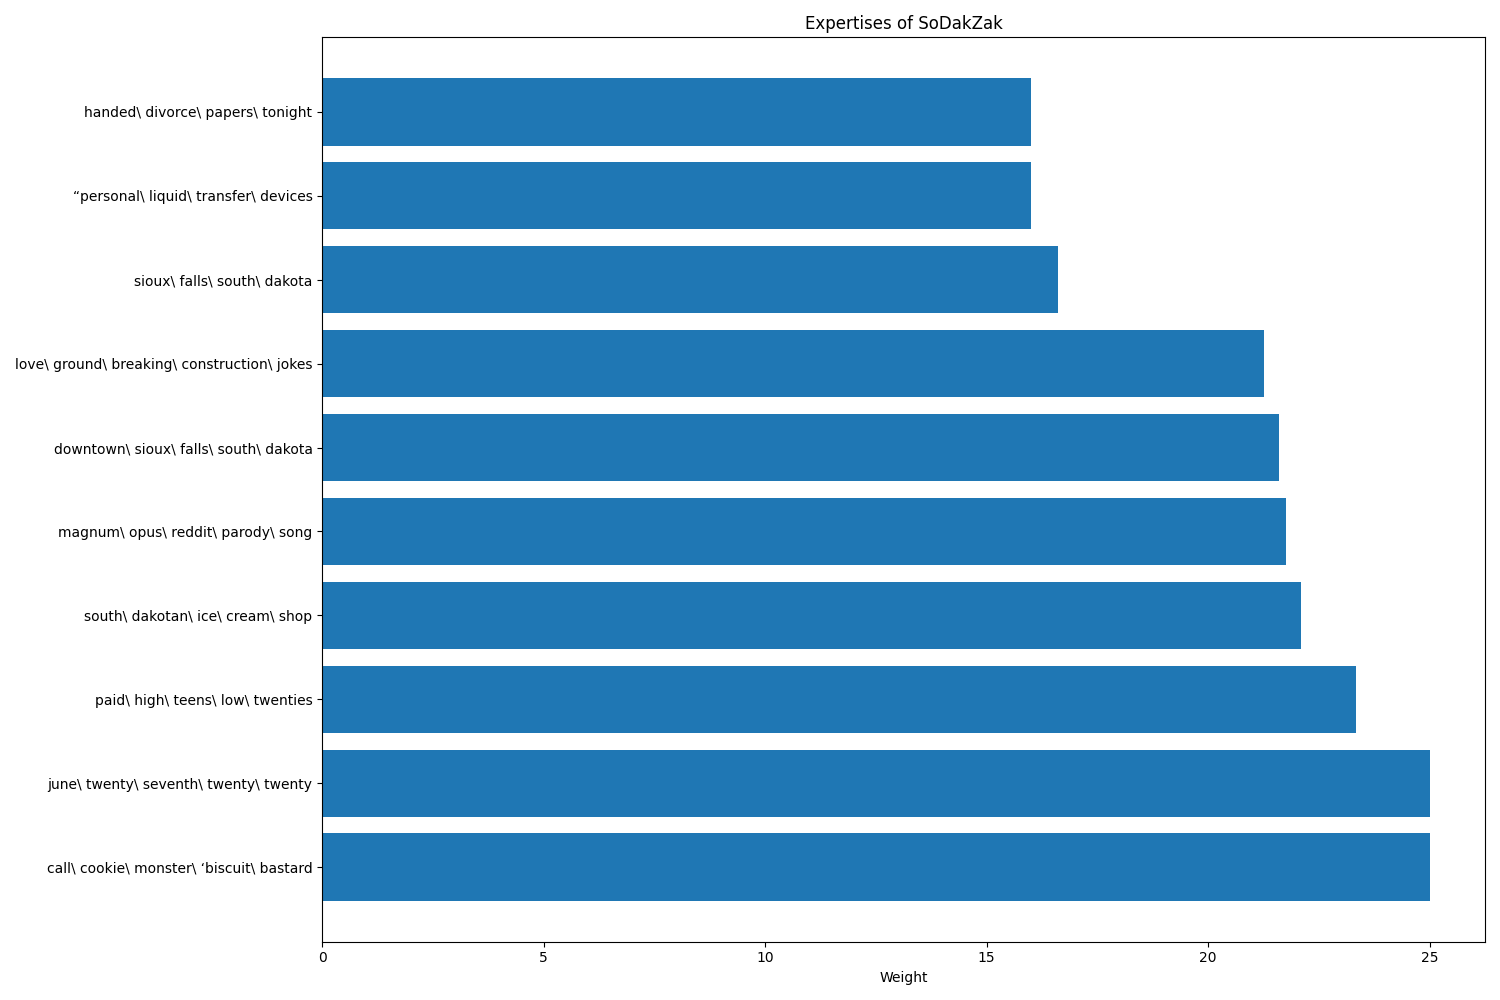 Expertises of SoDakZak
handed\ divorce\ papers\ tonight
“personal\ liquid\ transfer\ devices
sioux\ falls\ south\ dakota
love\ ground\ breaking\ construction\ jokes
downtown\ sioux\ falls\ south\ dakota
magnum\ opus\ reddit\ parody\ song
south\ dakotan\ ice\ cream\ shop
paid\ high\ teens\ low\ twenties
june\ twenty\ seventh\ twenty\ twenty
call\ cookie\ monster\ ‘biscuit\ bastard
0 5 10 15 20 25
Weight